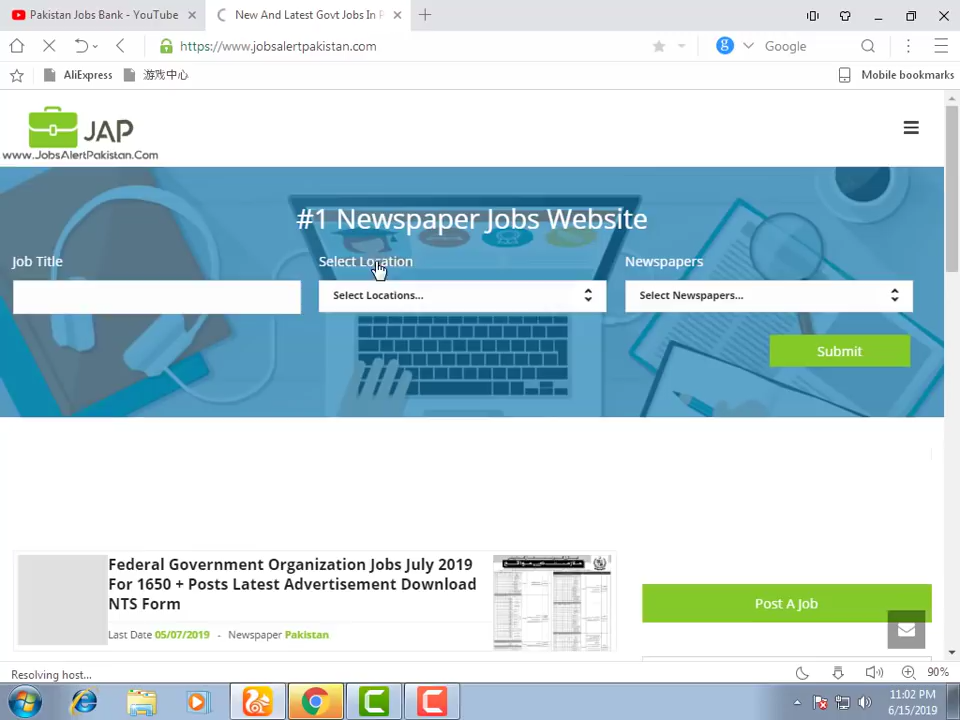 Pakistan Jobs Bank - YouTube
New And Latest Govt Jobs In P
https://www.jobsalertpakistan.com
Google
AliExpress
游戏中心
Mobile bookmarks
JAP
www.JobsAlertPakistan.Com
#1 Newspaper Jobs Website
Job Title
Select Location
Newspapers
Select Locations...
Select Newspapers...
Submit
Federal Government Organization Jobs July 2019
For 1650 + Posts Latest Advertisement Download
NTS Form
Last Date 05/07/2019 - Newspaper Pakistan
Post A Job
Resolving host...
90%
11:02 PM
6/15/2019